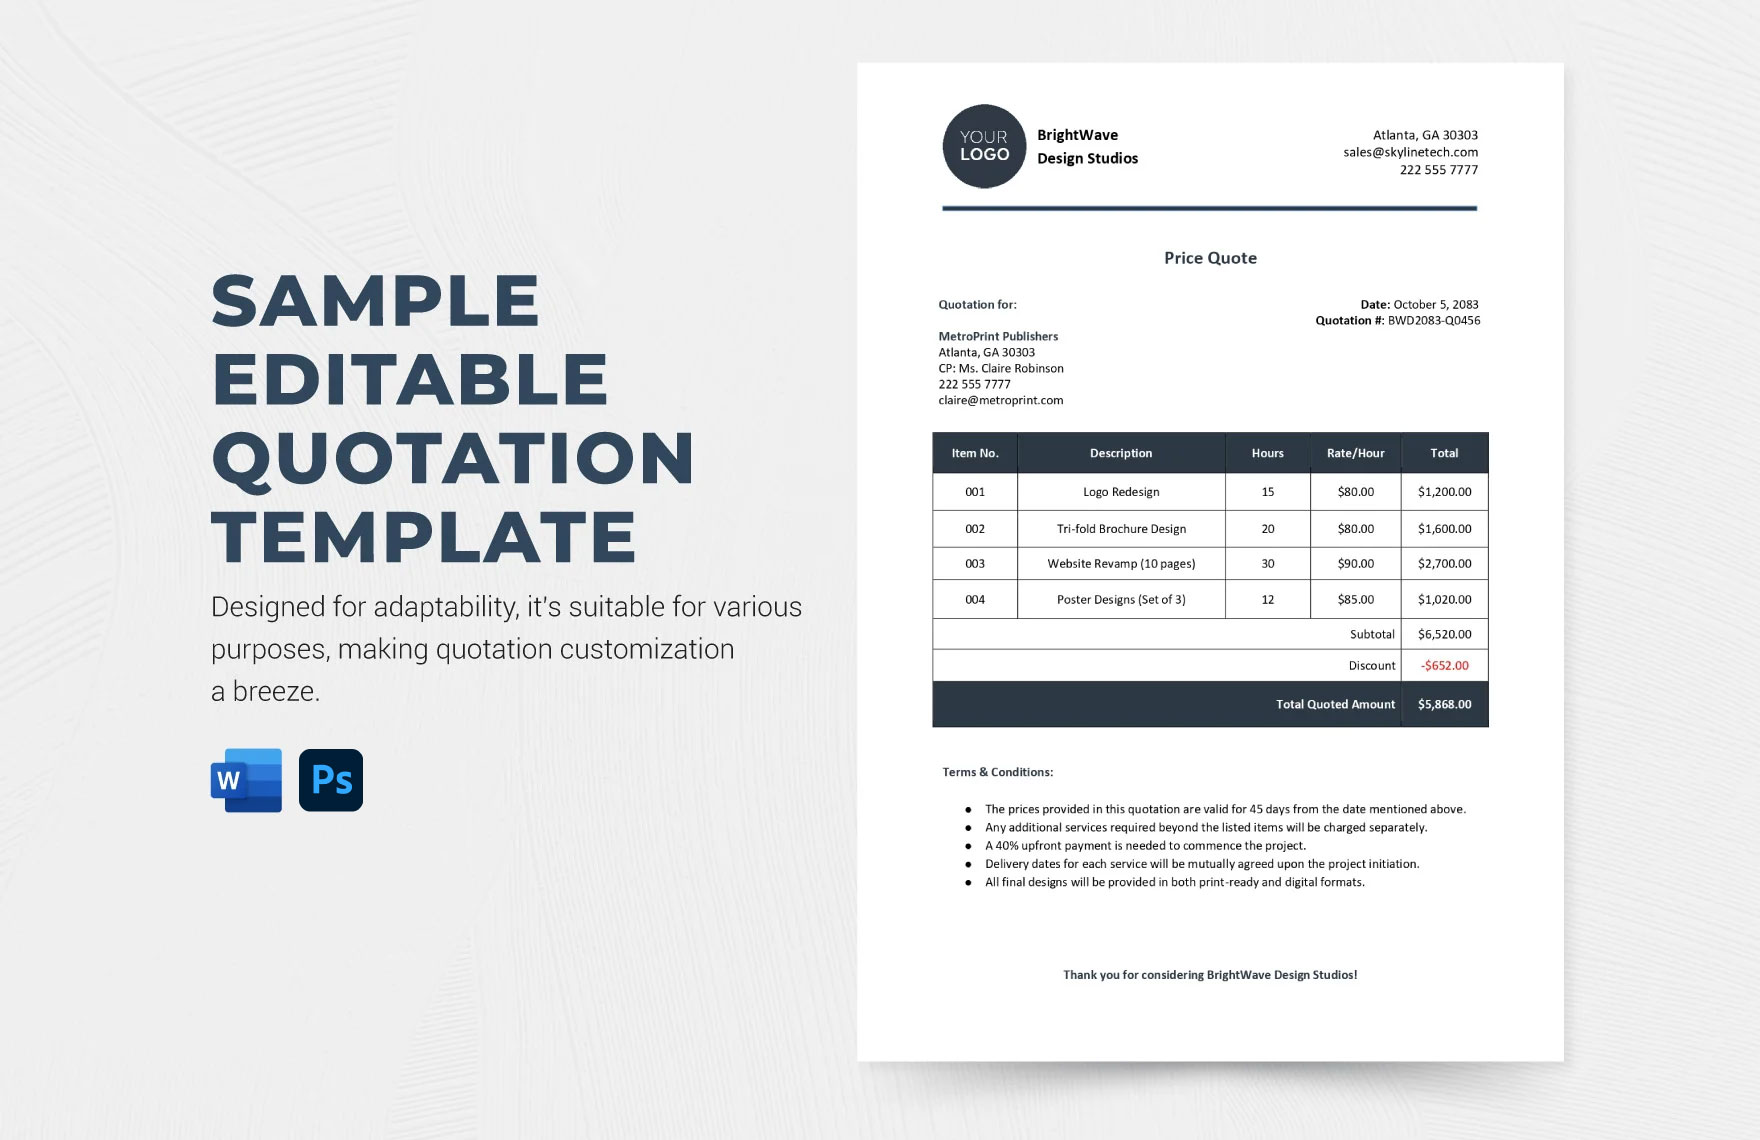 SAMPLE
EDITABLE
QUOTATION
TEMPLATE
Designed for adaptability, it's suitable for various
purposes, making quotation customization
a breeze.
W Ps
YOUR
LOGO
BrightWave
Design Studios
Atlanta, GA 30303
sales@skylinetech.com
222 555 7777
Price Quote
Quotation for:
Date: October 5, 2083
Quotation #: BWD2083-Q0456
MetroPrint Publishers
Atlanta, GA 30303
CP: Ms. Claire Robinson
222 555 7777
claire@metroprint.com
Item No. Description Hours Rate/Hour Total
001 Logo Redesign 15 $80.00 $1,200.00
002 Tri-fold Brochure Design 20 $80.00 $1,600.00
003 Website Revamp (10 pages) 30 $90.00 $2,700.00
004 Poster Designs (Set of 3) 12 $85.00 $1,020.00
Subtotal $6,520.00
Discount -$652.00
Total Quoted Amount $5,868.00
Terms & Conditions:
● The prices provided in this quotation are valid for 45 days from the date mentioned above.
● Any additional services required beyond the listed items will be charged separately.
● A 40% upfront payment is needed to commence the project.
● Delivery dates for each service will be mutually agreed upon the project initiation.
● All final designs will be provided in both print-ready and digital formats.
Thank you for considering BrightWave Design Studios!